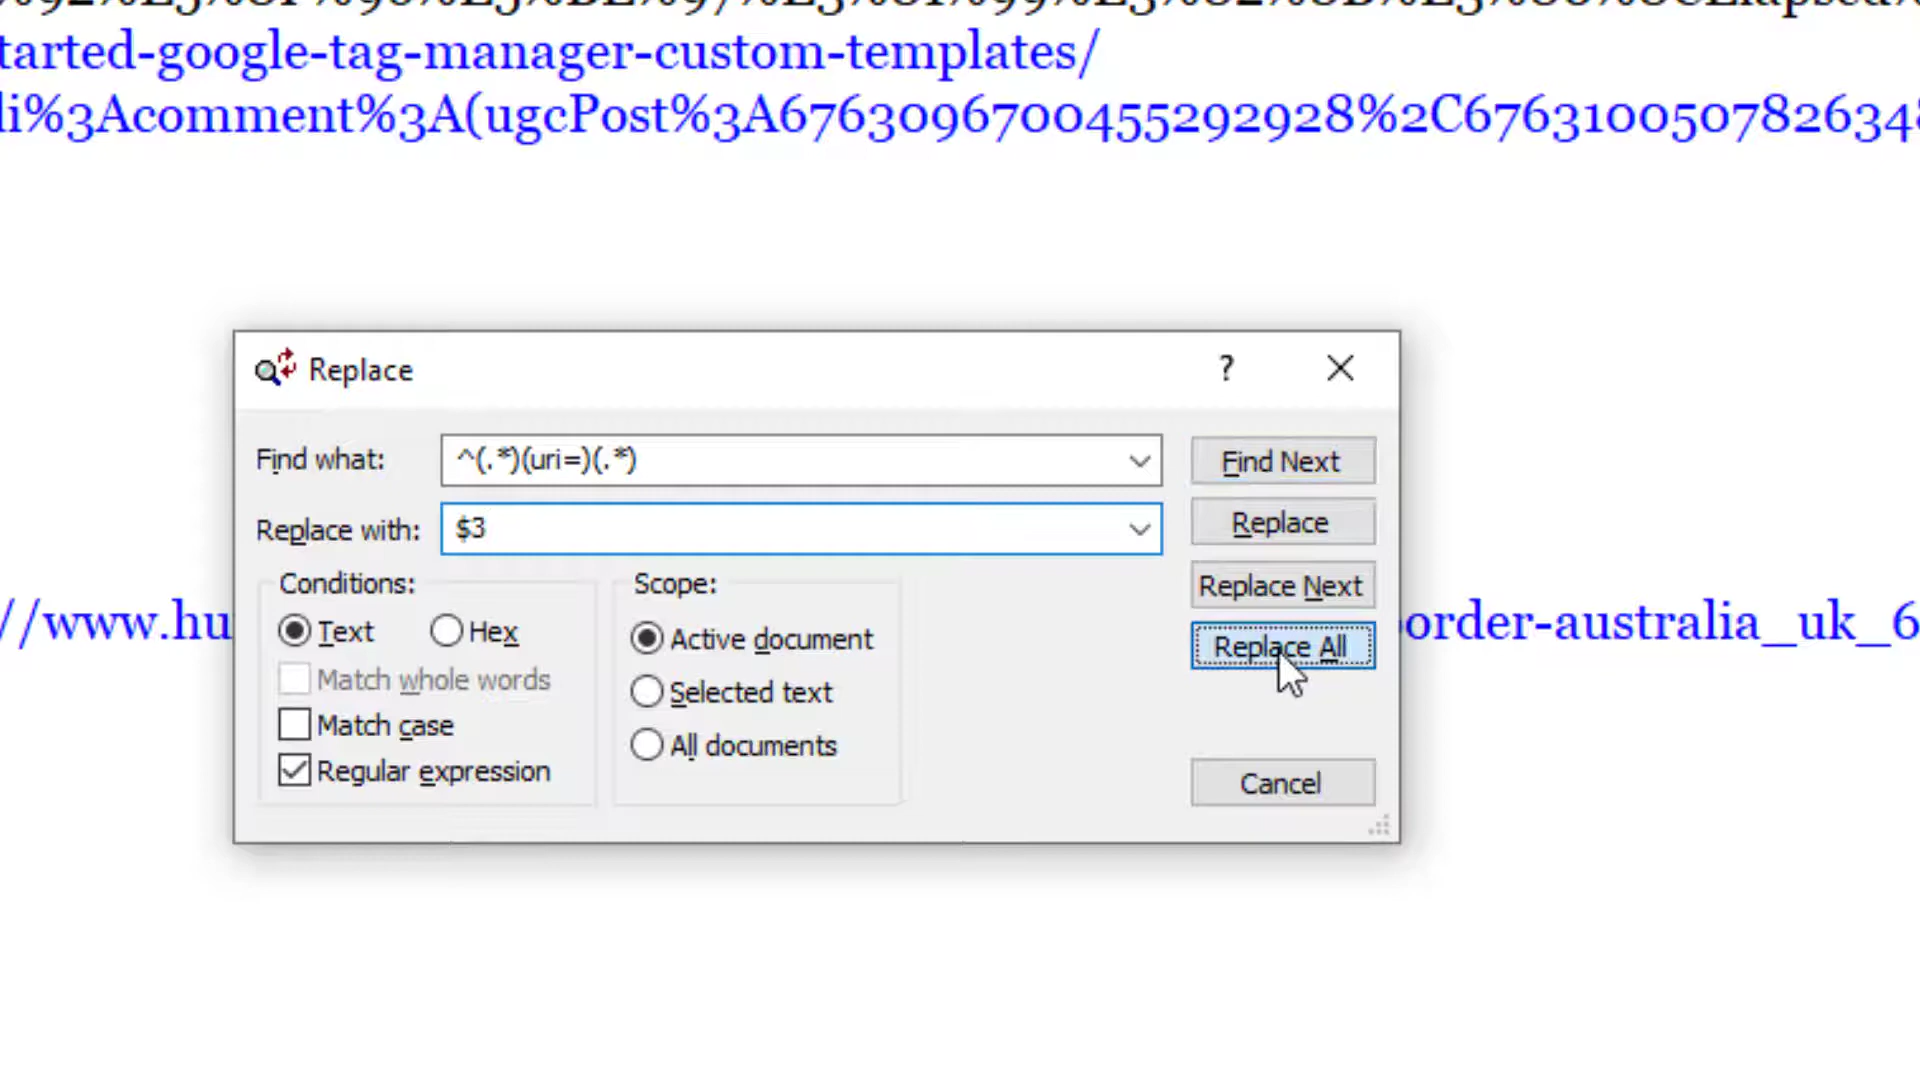 tarted-google-tag-manager-custom-templates/
li%3Acomment%3A(ugcPost%3A6763096700455292928%2C676310050782634
Replace ?
Find what: ^(.*)(uri=)(.*) Find Next
Replace with: $3 Replace
Conditions: Scope: Replace Next
//www.hu order-australia_uk_6
Text Hex Active document Replace All
Match whole words Selected text
Match case All documents
Regular expression Cancel